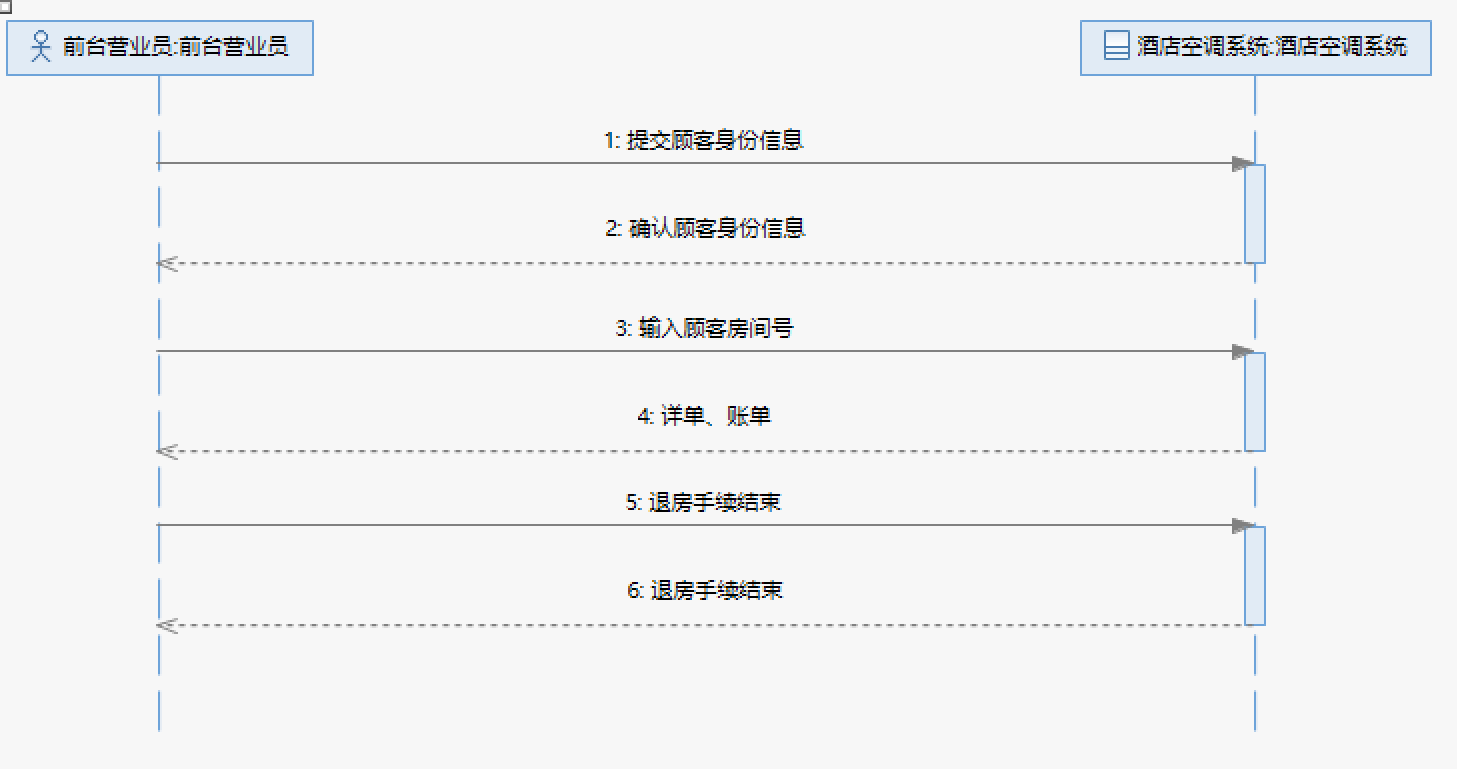 前台营业员:前台营业员
酒店空调系统:酒店空调系统
1: 提交顾客身份信息
2: 确认顾客身份信息
3: 输入顾客房间号
4: 详单、账单
5: 退房手续结束
6: 退房手续结束